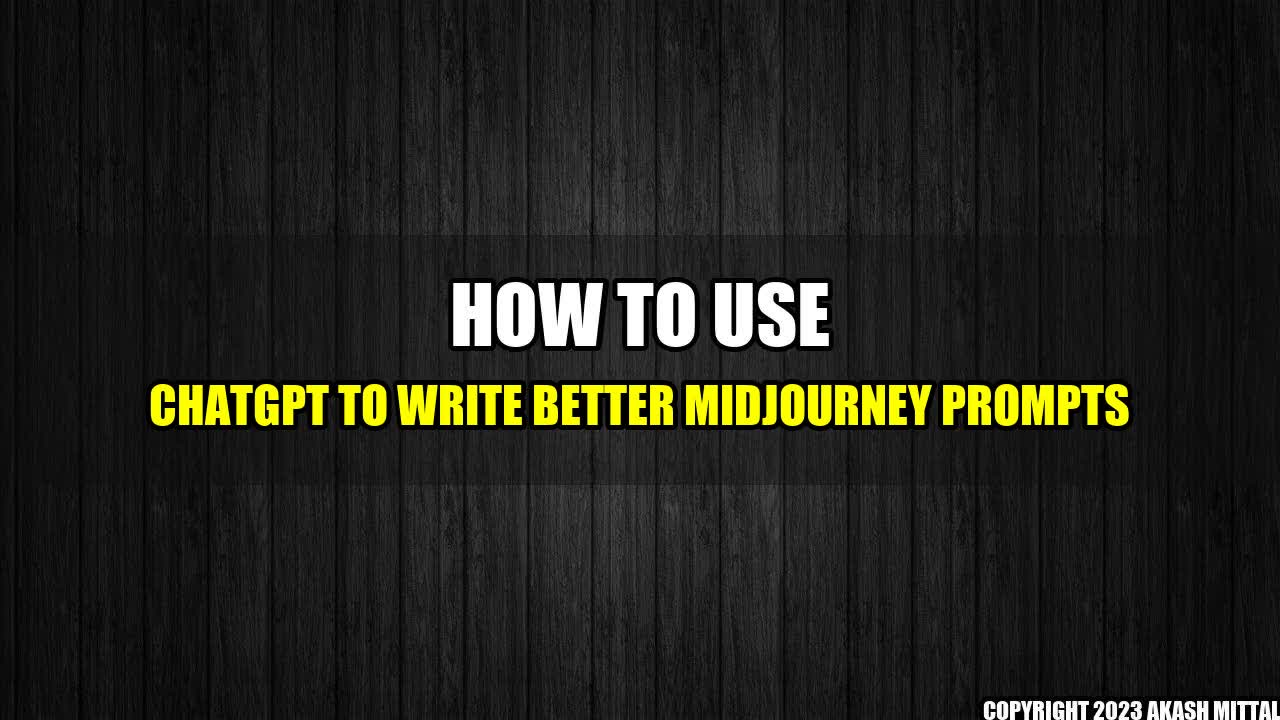 HOW TO USE
CHATGPT TO WRITE BETTER MIDJOURNEY PROMPTS
COPYRIGHT 2023 AKASH MITTAL